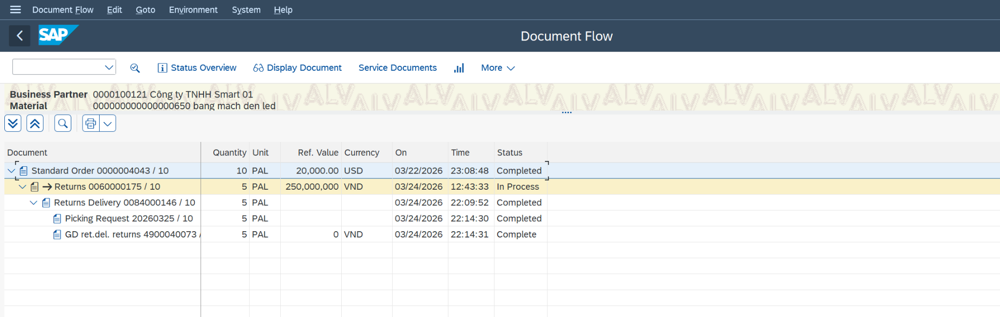 Document Flow Edit Goto Environment System Help
SAP Document Flow
Status Overview Display Document Service Documents More
Business Partner 0000100121 Công ty TNHH Smart 01
Material 000000000000000650 bang mach den led
Document Quantity Unit Ref. Value Currency On Time Status
Standard Order 0000004043 / 10 10 PAL 20,000.00 USD 03/22/2026 23:08:48 Completed
Returns 0060000175 / 10 5 PAL 250,000,000 VND 03/24/2026 12:43:33 In Process
Returns Delivery 0084000146 / 10 5 PAL 03/24/2026 22:09:52 Completed
Picking Request 20260325 / 10 5 PAL 03/24/2026 22:14:30 Completed
GD ret.del. returns 4900040073 / 5 PAL 0 VND 03/24/2026 22:14:31 Complete